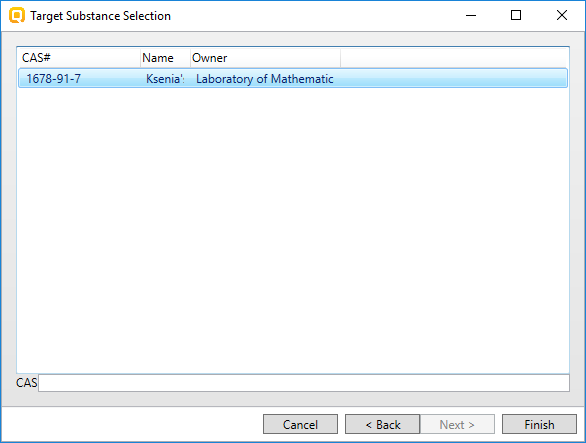 Target Substance Selection
CAS# Name Owner
1678-91-7 Ksenia': Laboratory of Mathematic
CAS
Cancel < Back Next > Finish